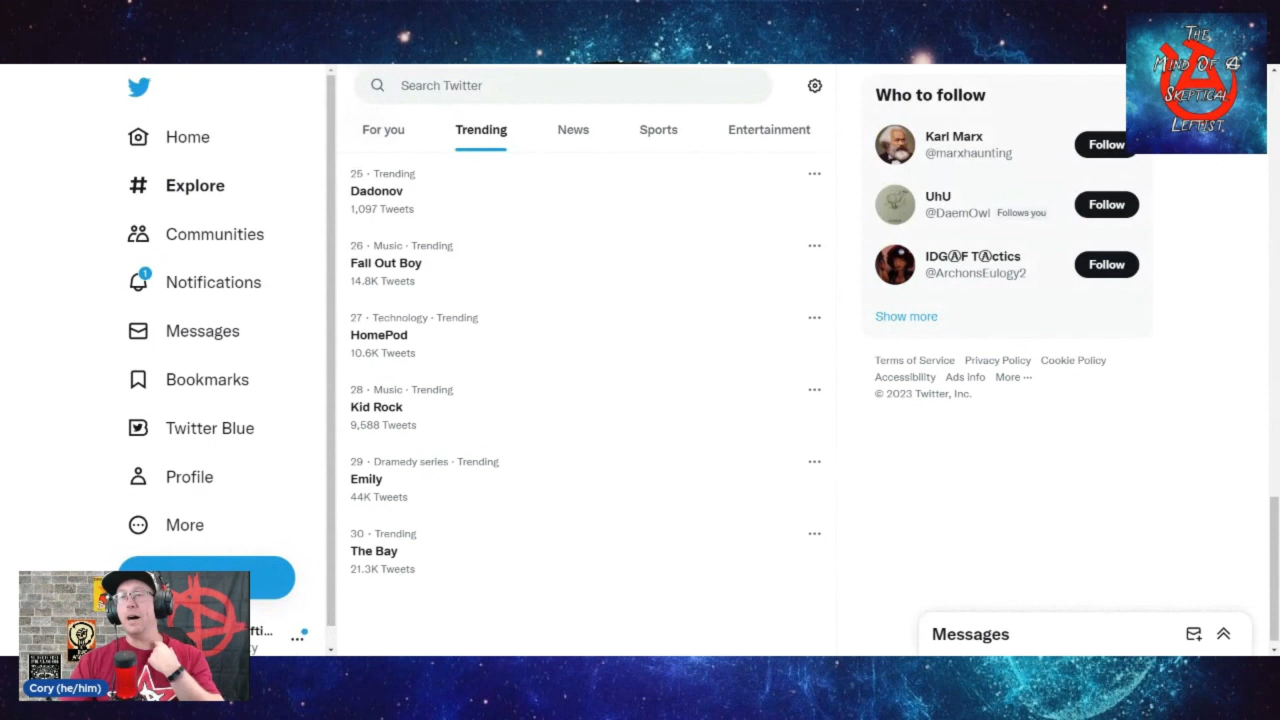 Home
Explore
Communities
1
Notifications
Messages
Bookmarks
Twitter Blue
Profile
More
Search Twitter
For you
Trending
News
Sports
Entertainment
25 · Trending
Dadonov
1,097 Tweets
26 · Music · Trending
Fall Out Boy
14.8K Tweets
27 · Technology · Trending
HomePod
10.6K Tweets
28 · Music · Trending
Kid Rock
9,588 Tweets
29 · Dramedy series · Trending
Emily
44K Tweets
30 · Trending
The Bay
21.3K Tweets
Who to follow
Karl Marx
@marxhaunting
Follow
UhU
@DaemOwl Follows you
Follow
IDGⒶF TⒶctics
@ArchonsEulogy2
Follow
Show more
Terms of Service Privacy Policy Cookie Policy
Accessibility Ads info More ···
© 2023 Twitter, Inc.
Messages
THE
MIND OF A
SKEPTICAL
LEFTIST
fti...
Cory (he/him)